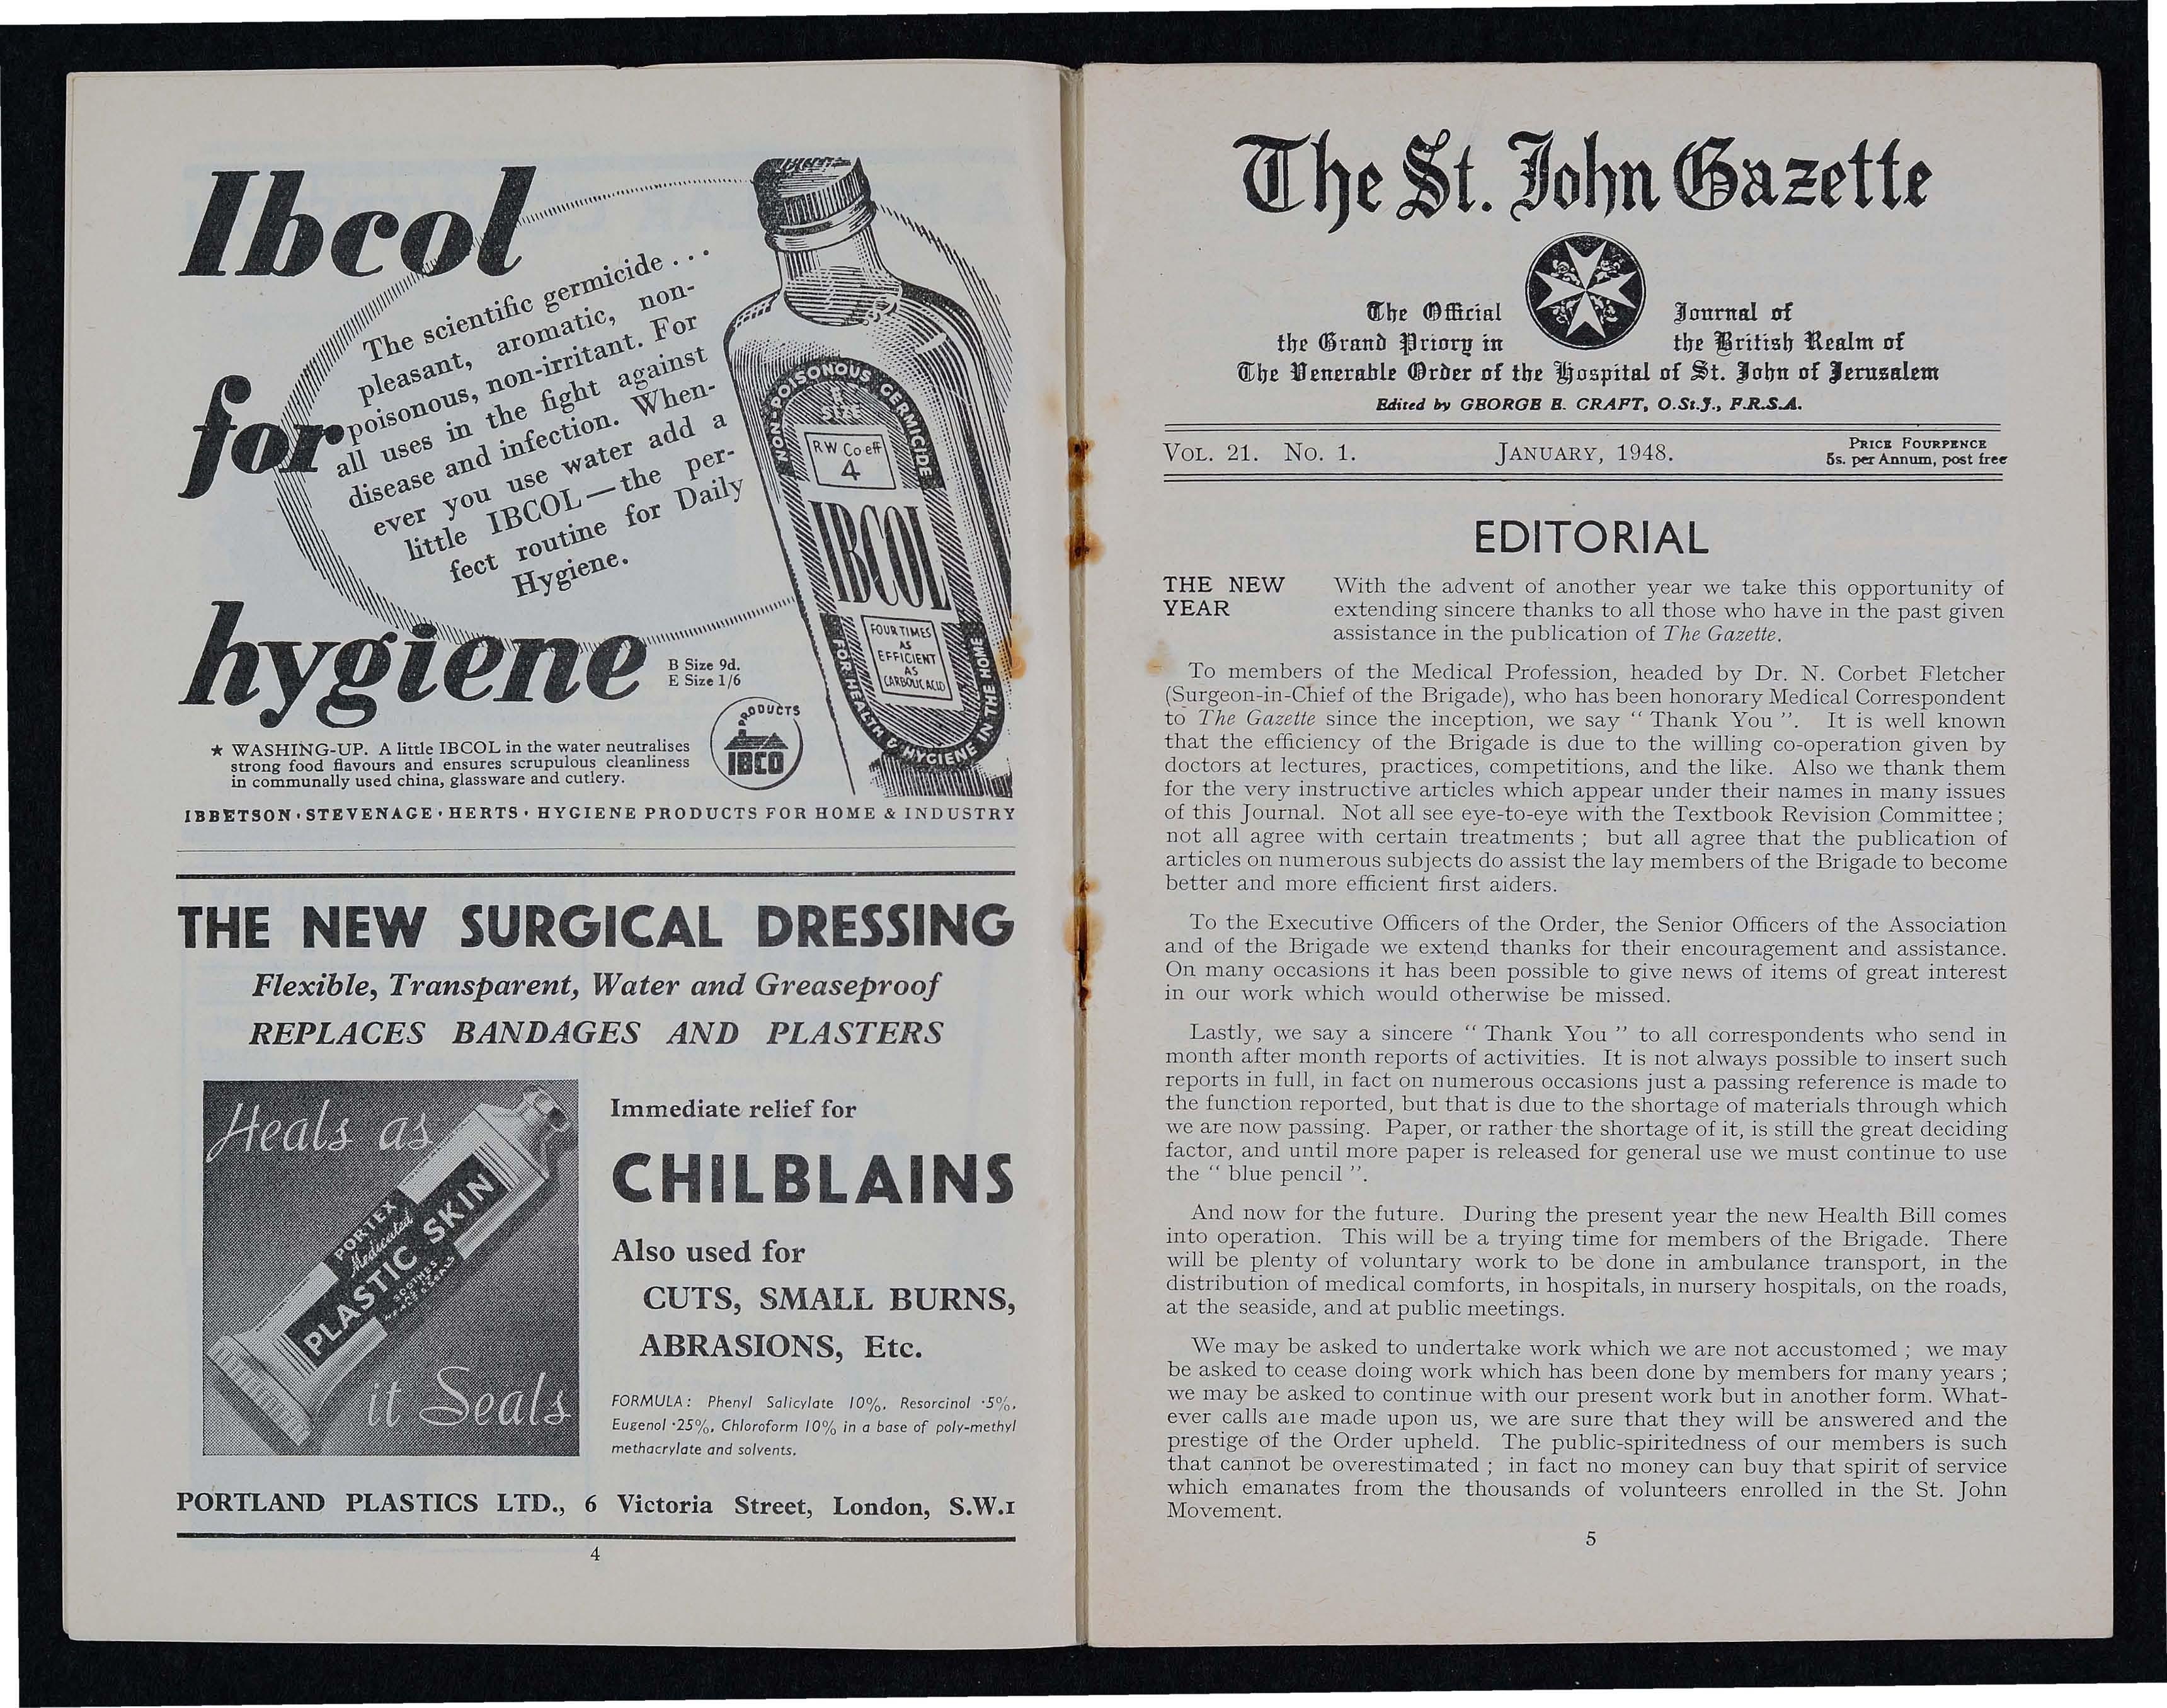 Ibcol
for
hygiene
The scientific germicide . . .
pleasant, aromatic, non-
poisonous, non-irritant. For
all uses in the fight against
disease and infection. When-
ever you use water add a
little IBCOL—the per-
fect routine for Daily
Hygiene.
NON-POISONOUS GERMICIDE
E
SIZE
RW Co eff
4
IBCOL
FOUR TIMES
AS
EFFICIENT
AS
CARBOLIC ACID
FOR HEALTH & HYGIENE IN THE HOME
B Size 9d.
E Size 1/6
PRODUCTS
IBCO
★ WASHING-UP. A little IBCOL in the water neutralises
strong food flavours and ensures scrupulous cleanliness
in communally used china, glassware and cutlery.
IBBETSON · STEVENAGE · HERTS · HYGIENE PRODUCTS FOR HOME & INDUSTRY
THE NEW SURGICAL DRESSING
Flexible, Transparent, Water and Greaseproof
REPLACES BANDAGES AND PLASTERS
Heals as
PORTEX
Medicated
PLASTIC SKIN
SOOTHES
it Seals
Immediate relief for
CHILBLAINS
Also used for
CUTS, SMALL BURNS,
ABRASIONS, Etc.
FORMULA: Phenyl Salicylate 10%, Resorcinol ·5%,
Eugenol ·25%, Chloroform 10% in a base of poly-methyl
methacrylate and solvents.
PORTLAND PLASTICS LTD., 6 Victoria Street, London, S.W.1
4
The St. John Gazette
The Official Journal of
the Grand Priory in the British Realm of
The Venerable Order of the Hospital of St. John of Jerusalem
Edited by GEORGE E. CRAFT, O.St.J., F.R.S.A.
VOL. 21. No. 1. JANUARY, 1948. PRICE FOURPENCE
5s. per Annum, post free
EDITORIAL
THE NEW
YEAR
With the advent of another year we take this opportunity of
extending sincere thanks to all those who have in the past given
assistance in the publication of The Gazette.
To members of the Medical Profession, headed by Dr. N. Corbet Fletcher
(Surgeon-in-Chief of the Brigade), who has been honorary Medical Correspondent
to The Gazette since the inception, we say " Thank You ". It is well known
that the efficiency of the Brigade is due to the willing co-operation given by
doctors at lectures, practices, competitions, and the like. Also we thank them
for the very instructive articles which appear under their names in many issues
of this Journal. Not all see eye-to-eye with the Textbook Revision Committee ;
not all agree with certain treatments ; but all agree that the publication of
articles on numerous subjects do assist the lay members of the Brigade to become
better and more efficient first aiders.
To the Executive Officers of the Order, the Senior Officers of the Association
and of the Brigade we extend thanks for their encouragement and assistance.
On many occasions it has been possible to give news of items of great interest
in our work which would otherwise be missed.
Lastly, we say a sincere " Thank You " to all correspondents who send in
month after month reports of activities. It is not always possible to insert such
reports in full, in fact on numerous occasions just a passing reference is made to
the function reported, but that is due to the shortage of materials through which
we are now passing. Paper, or rather the shortage of it, is still the great deciding
factor, and until more paper is released for general use we must continue to use
the " blue pencil ".
And now for the future. During the present year the new Health Bill comes
into operation. This will be a trying time for members of the Brigade. There
will be plenty of voluntary work to be done in ambulance transport, in the
distribution of medical comforts, in hospitals, in nursery hospitals, on the roads,
at the seaside, and at public meetings.
We may be asked to undertake work which we are not accustomed ; we may
be asked to cease doing work which has been done by members for many years ;
we may be asked to continue with our present work but in another form. What-
ever calls are made upon us, we are sure that they will be answered and the
prestige of the Order upheld. The public-spiritedness of our members is such
that cannot be overestimated ; in fact no money can buy that spirit of service
which emanates from the thousands of volunteers enrolled in the St. John
Movement.
5